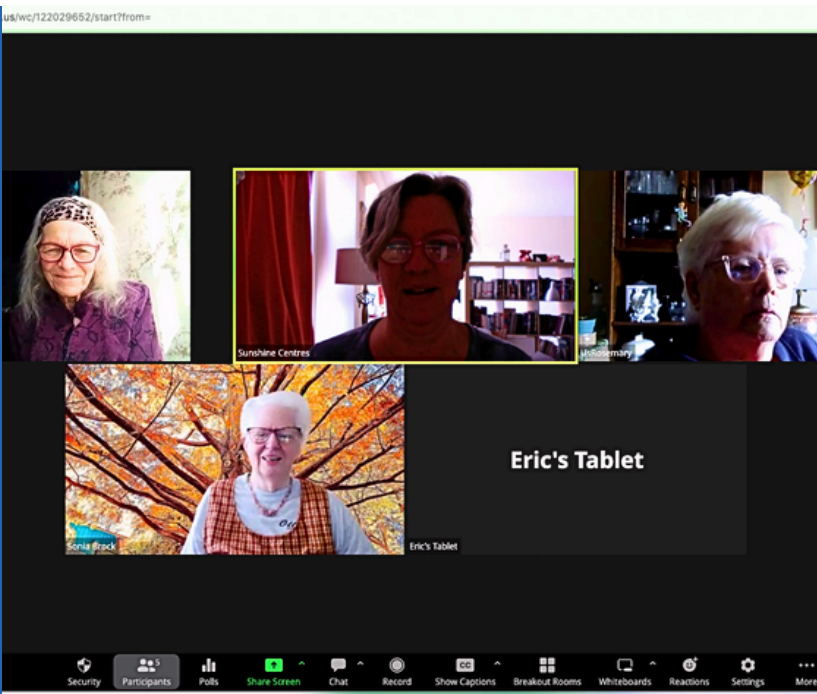 .us/wc/122029652/start?from=
Sunshine Centres
Rosemary
Eric's Tablet
Sonia Brock
Eric's Tablet
5
Security
Participants
Polls
Share Screen
Chat
Record
CC
Show Captions
Breakout Rooms
Whiteboards
Reactions
Settings
More